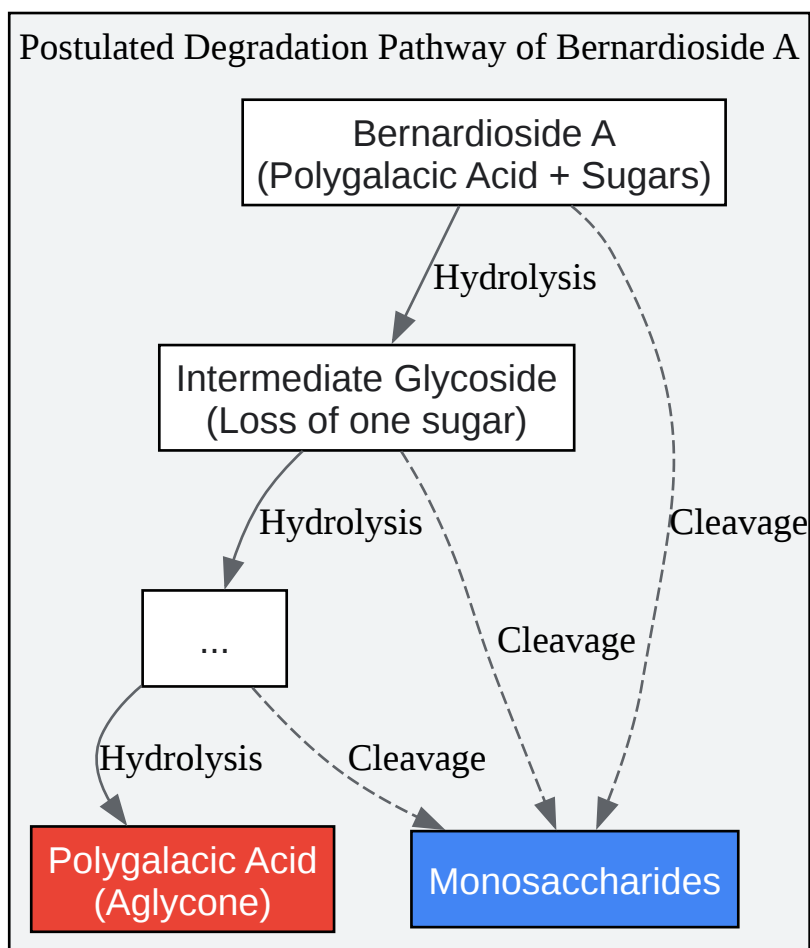 Postulated Degradation Pathway of Bernardioside A
Bernardioside A
(Polygalacic Acid + Sugars)
Hydrolysis
Intermediate Glycoside
(Loss of one sugar)
Hydrolysis
Cleavage
...
Cleavage
Hydrolysis
Cleavage
Polygalacic Acid
(Aglycone)
Monosaccharides